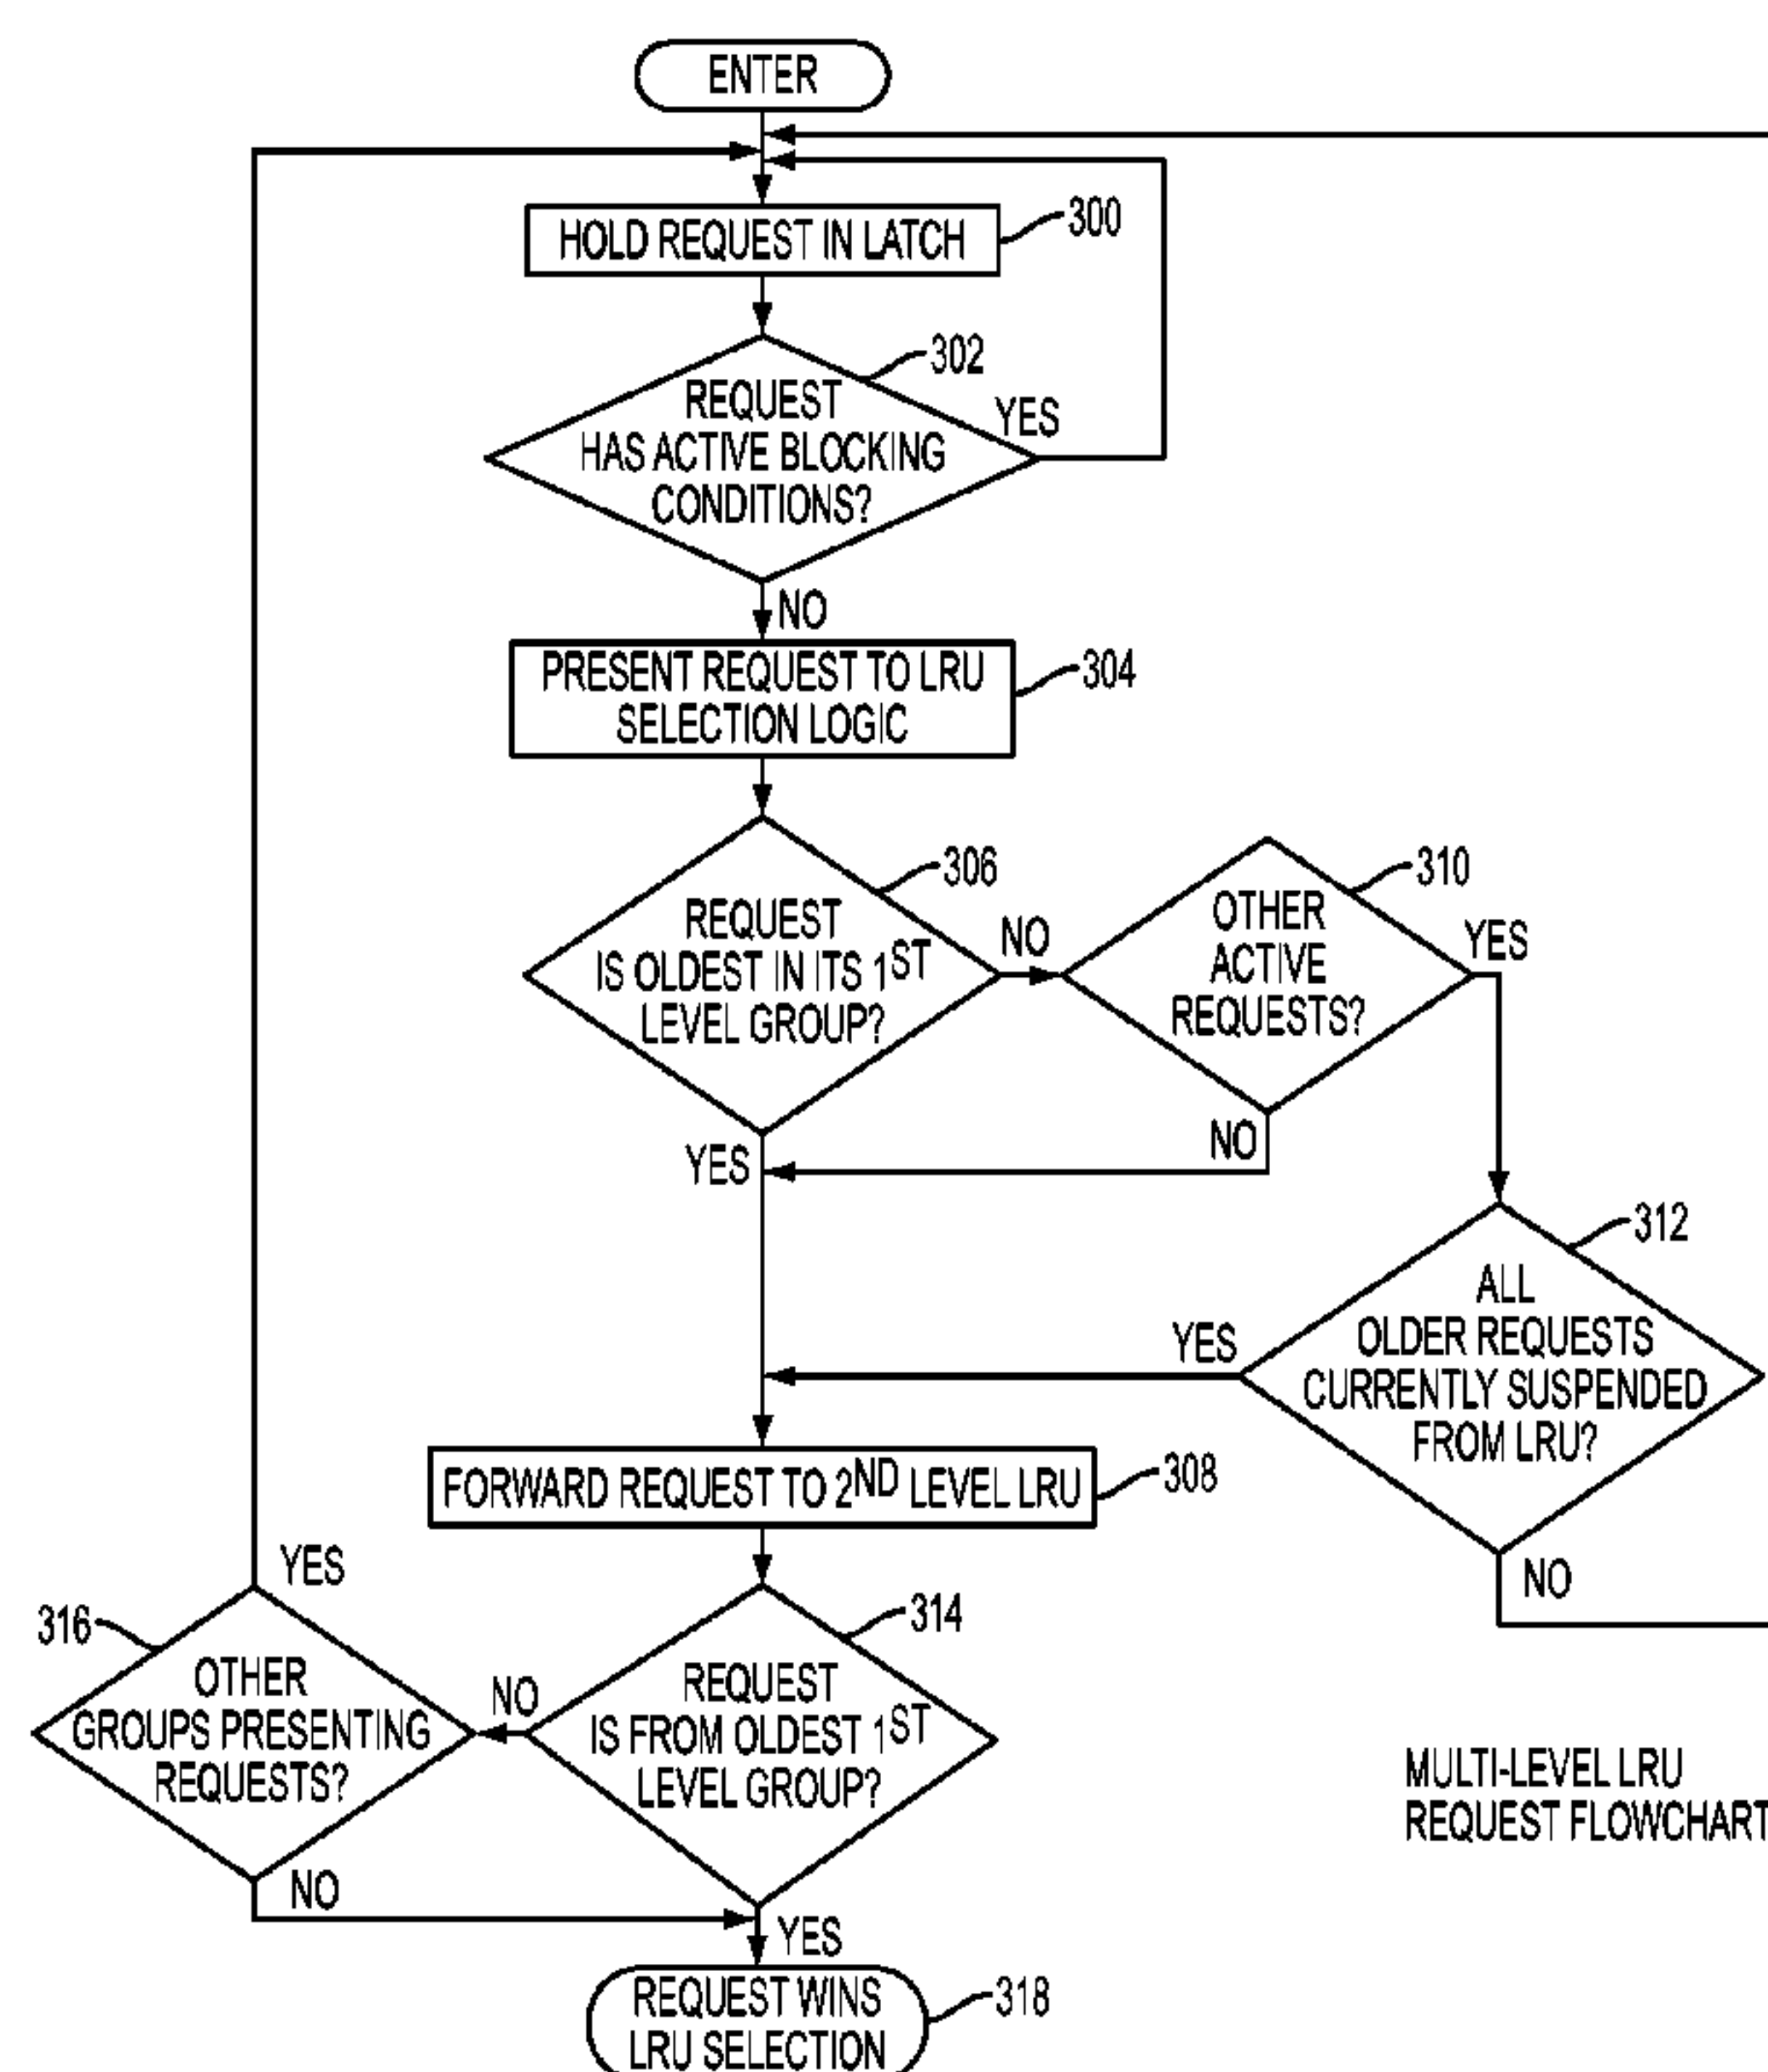 ENTER
HOLD REQUEST IN LATCH
300
302
REQUEST
HAS ACTIVE BLOCKING
CONDITIONS?
YES
NO
PRESENT REQUEST TO LRU
SELECTION LOGIC
304
306
REQUEST
IS OLDEST IN ITS 1ST
LEVEL GROUP?
NO
YES
310
OTHER
ACTIVE
REQUESTS?
YES
NO
312
ALL
OLDER REQUESTS
CURRENTLY SUSPENDED
FROM LRU?
YES
NO
FORWARD REQUEST TO 2ND LEVEL LRU
308
314
REQUEST
IS FROM OLDEST 1ST
LEVEL GROUP?
NO
YES
316
OTHER
GROUPS PRESENTING
REQUESTS?
YES
NO
REQUEST WINS
LRU SELECTION
318
MULTI-LEVEL LRU
REQUEST FLOWCHART